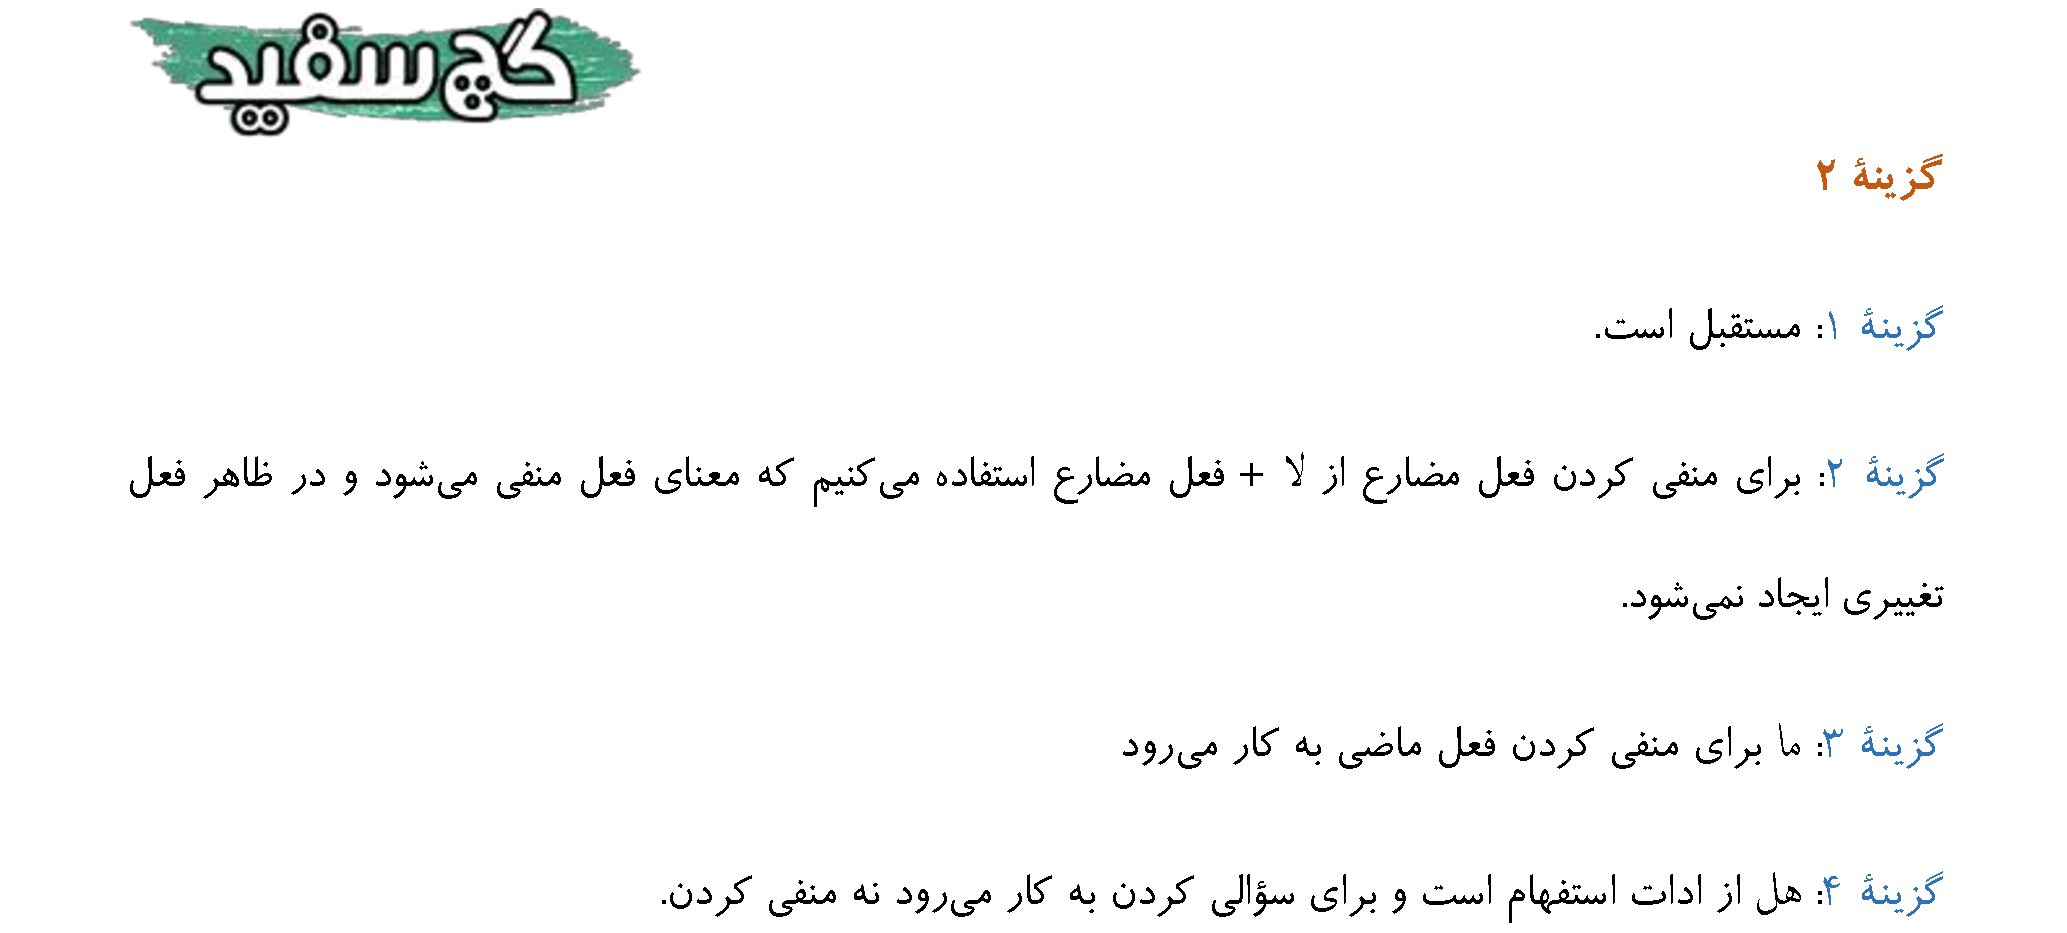 گچ سفید
گزینهٔ ۲
گزینهٔ ۱: مستقبل است.
گزینهٔ ۲: برای منفی کردن فعل مضارع از لا + فعل مضارع استفاده می‌کنیم که معنای فعل منفی می‌شود و در ظاهر فعل
تغییری ایجاد نمی‌شود.
گزینهٔ ۳: ما برای منفی کردن فعل ماضی به کار می‌رود
گزینهٔ ۴: هل از ادات استفهام است و برای سؤالی کردن به کار می‌رود نه منفی کردن.